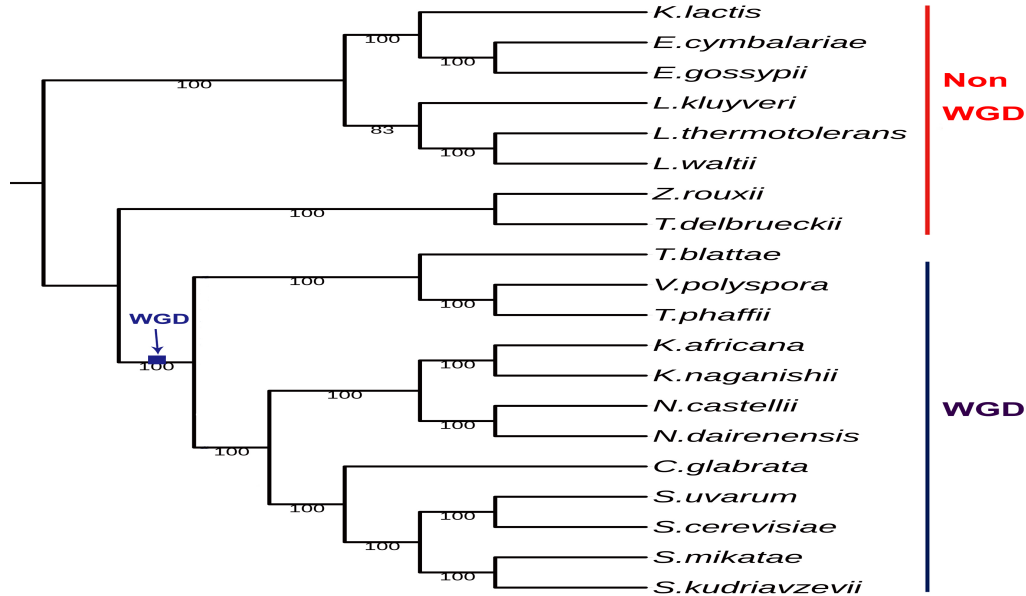 K.lactis
100
E.cymbalariae
100
E.gossypii
Non
100
L.kluyveri
WGD
83
L.thermotolerans
100
L.waltii
Z.rouxii
100
T.delbrueckii
T.blattae
100
V.polyspora
100
T.phaffii
WGD
K.africana
100
100
K.naganishii
100
N.castellii
WGD
100
N.dairenensis
100
C.glabrata
S.uvarum
100
100
S.cerevisiae
100
S.mikatae
100
S.kudriavzevii